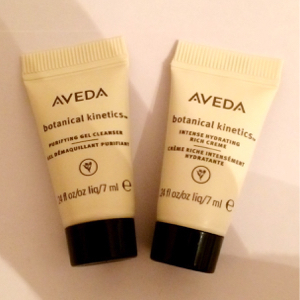 AVEDA
botanical kinetics™
PURIFYING GEL CLEANSER
GEL DÉMAQUILLANT PURIFIANT
.24 fl oz/oz liq/7 ml e
AVEDA
botanical kinetics™
INTENSE HYDRATING
RICH CREME
CRÈME RICHE INTENSÉMENT
HYDRATANTE
.24 fl oz/oz liq/7 ml e